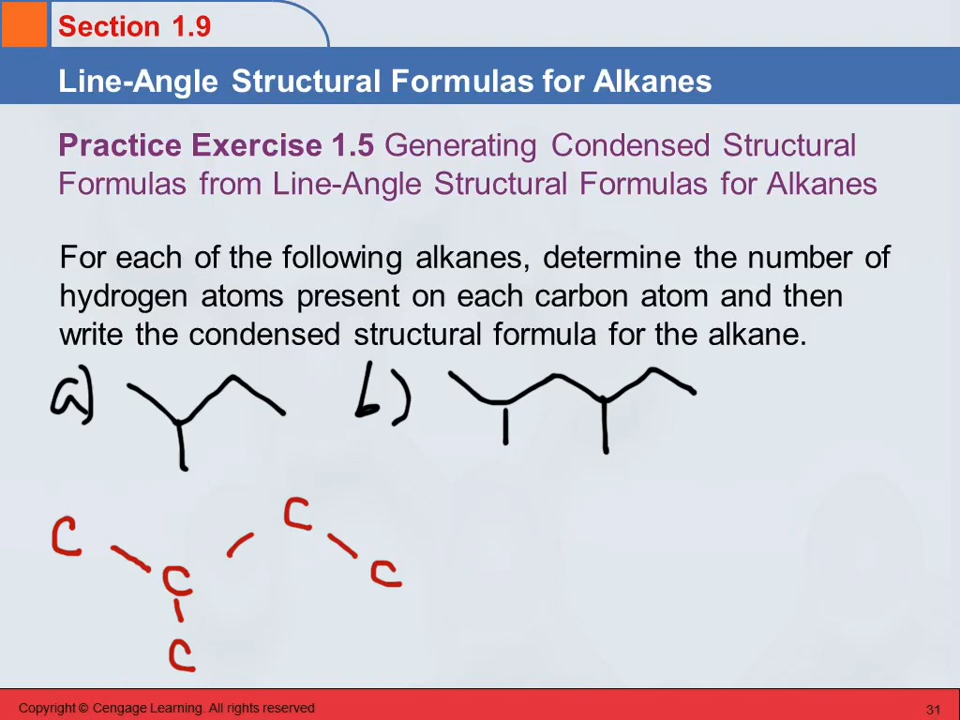 Section 1.9
Line-Angle Structural Formulas for Alkanes
Practice Exercise 1.5 Generating Condensed Structural
Formulas from Line-Angle Structural Formulas for Alkanes
For each of the following alkanes, determine the number of
hydrogen atoms present on each carbon atom and then
write the condensed structural formula for the alkane.
a) b)
C
C
C
C
C
Copyright © Cengage Learning. All rights reserved
31